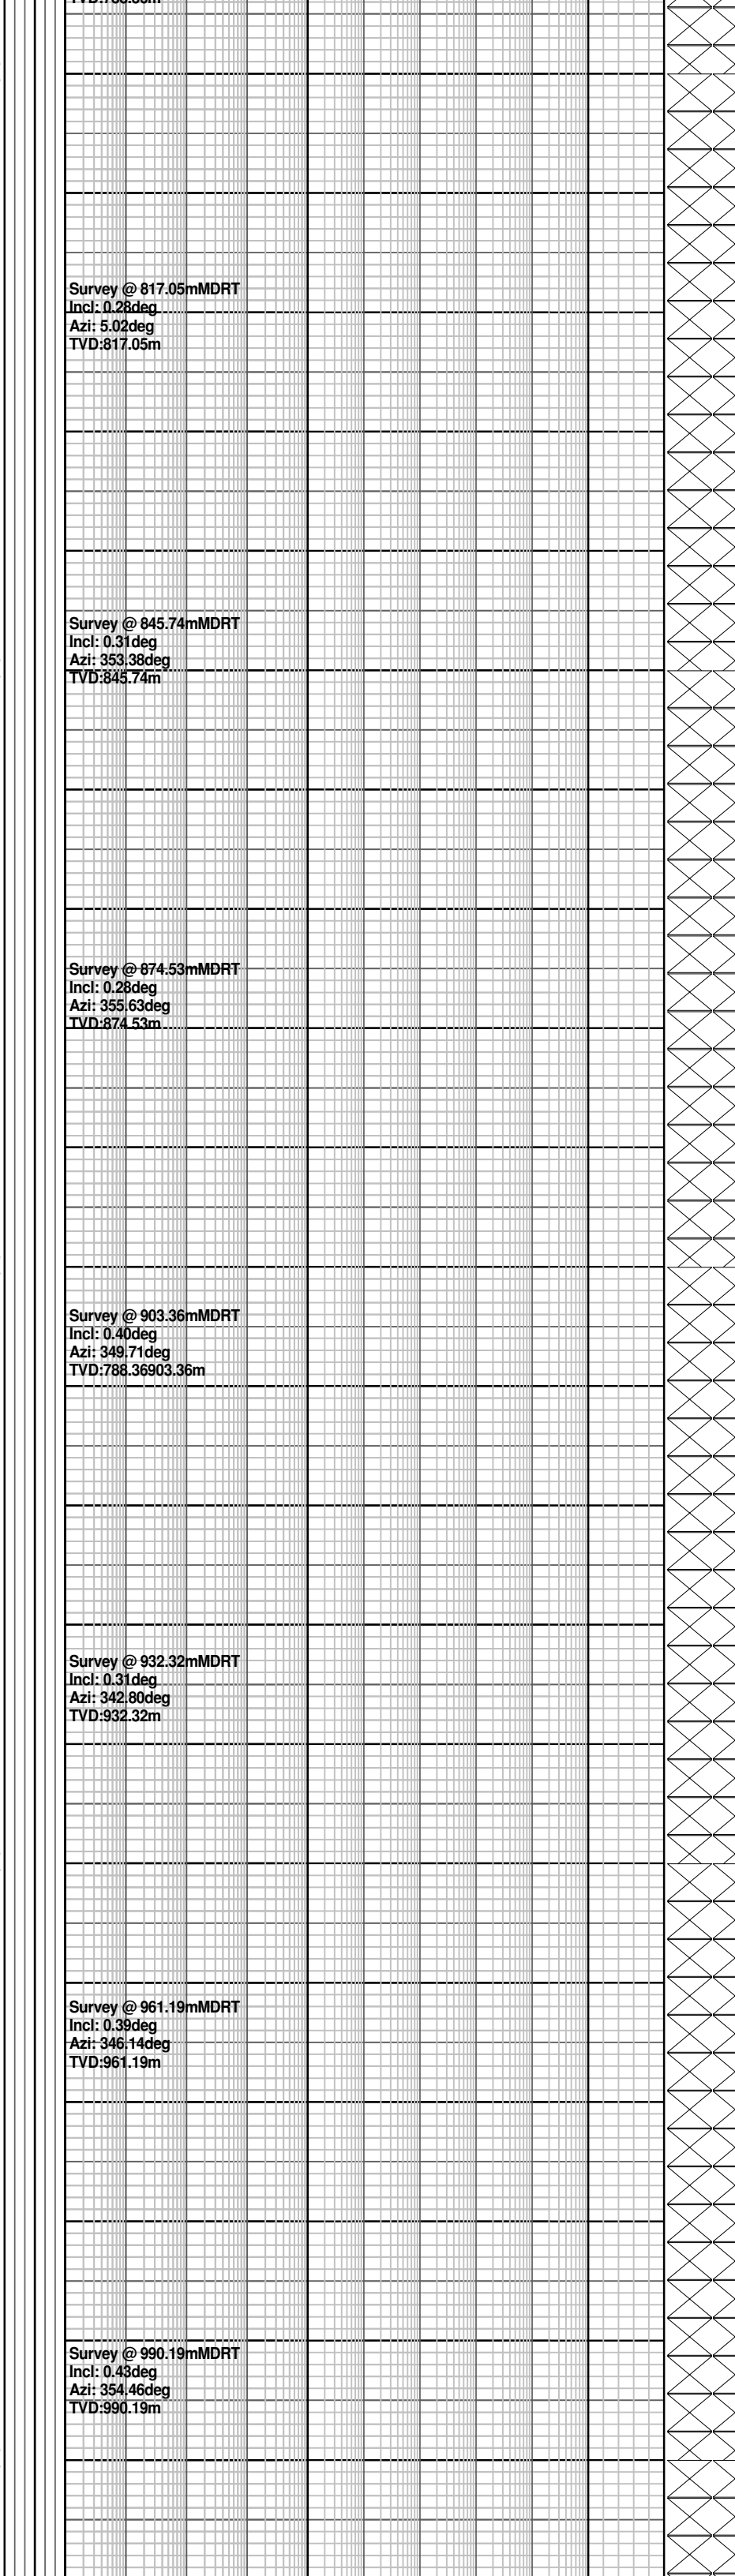 Survey @ 817.05mMDRT
Incl: 0.28deg
Azi: 5.02deg
TVD:817.05m
Survey @ 845.74mMDRT
Incl: 0.31deg
Azi: 353.38deg
TVD:845.74m
Survey @ 874.53mMDRT
Incl: 0.28deg
Azi: 355.63deg
TVD:874.53m
Survey @ 903.36mMDRT
Incl: 0.40deg
Azi: 349.71deg
TVD:788.36903.36m
Survey @ 932.32mMDRT
Incl: 0.31deg
Azi: 342.80deg
TVD:932.32m
Survey @ 961.19mMDRT
Incl: 0.39deg
Azi: 346.14deg
TVD:961.19m
Survey @ 990.19mMDRT
Incl: 0.43deg
Azi: 354.46deg
TVD:990.19m